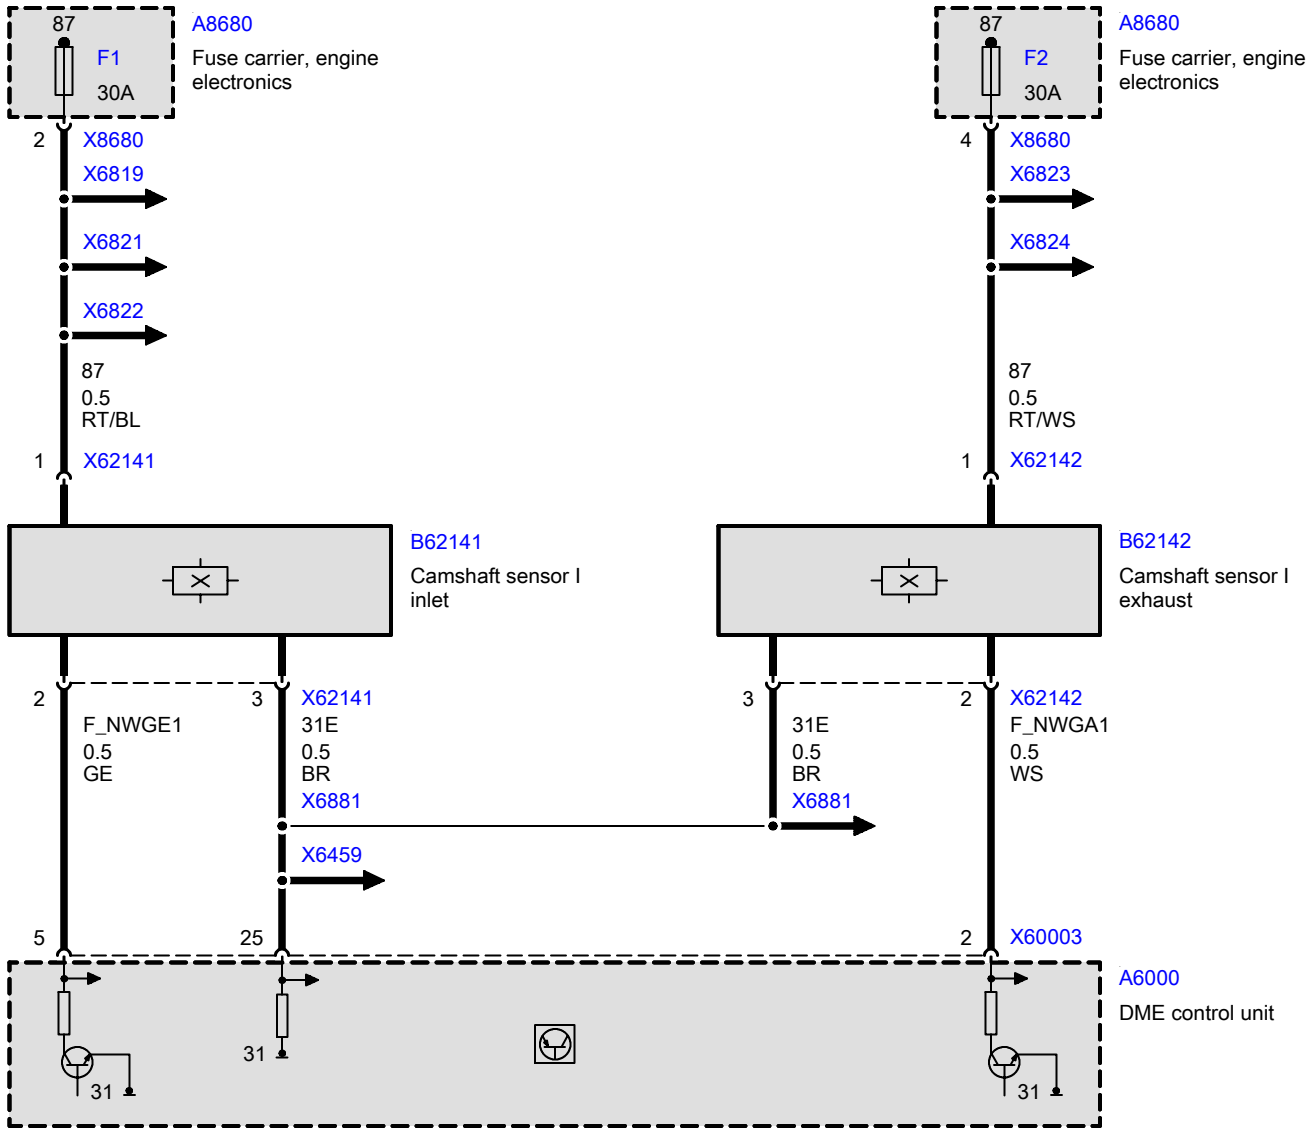 87
A8680
F1
Fuse carrier, engine
electronics
30A
87
A8680
F2
Fuse carrier, engine
electronics
30A
2
X8680
4
X8680
X6819
X6823
X6821
X6824
X6822
87
0.5
RT/BL
87
0.5
RT/WS
1
X62141
1
X62142
B62141
Camshaft sensor I
inlet
B62142
Camshaft sensor I
exhaust
2
3
X62141
3
2
X62142
F_NWGE1
0.5
GE
31E
0.5
BR
31E
0.5
BR
F_NWGA1
0.5
WS
X6881
X6881
X6459
5
25
2
X60003
A6000
DME control unit
31
31
31